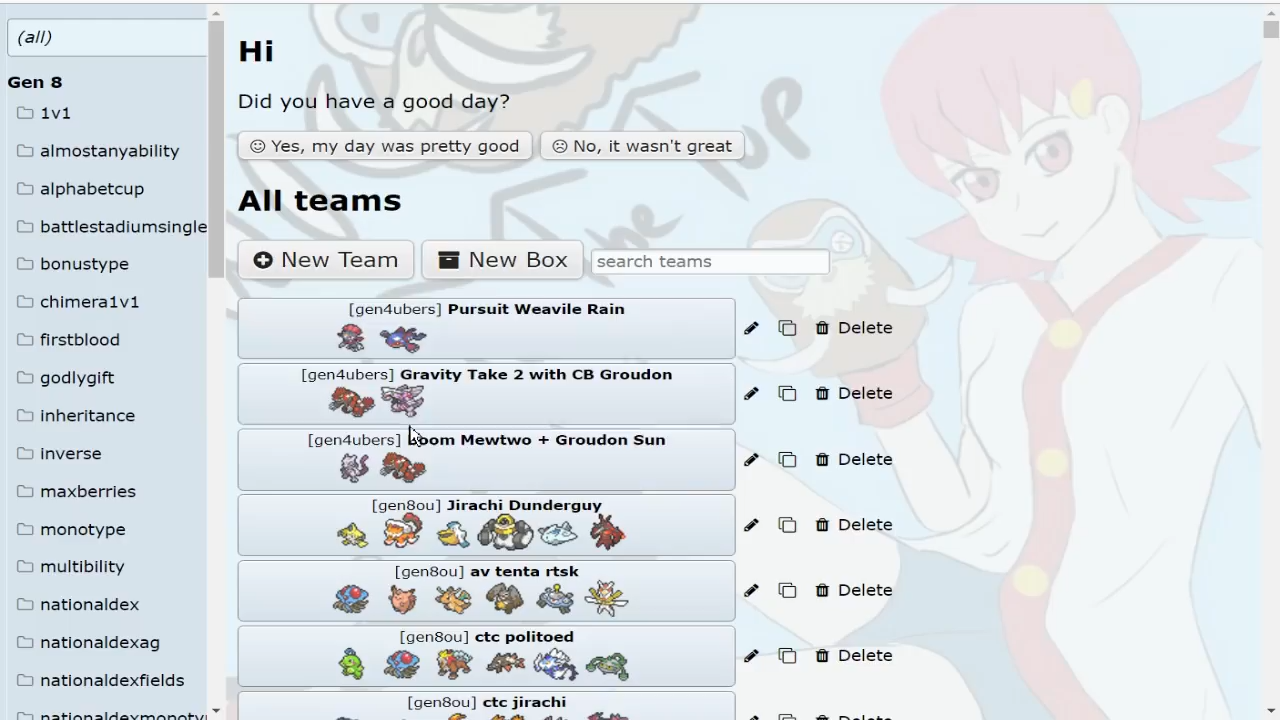 (all)
Gen 8
1v1
almostanyability
alphabetcup
battlestadiumsingle
bonustype
chimera1v1
firstblood
godlygift
inheritance
inverse
maxberries
monotype
multibility
nationaldex
nationaldexag
nationaldexfields
nationaldexmonoty
Hi
Did you have a good day?
Yes, my day was pretty good
No, it wasn't great
All teams
New Team
New Box
search teams
[gen4ubers] Pursuit Weavile Rain
Delete
[gen4ubers] Gravity Take 2 with CB Groudon
Delete
[gen4ubers] Boom Mewtwo + Groudon Sun
Delete
[gen8ou] Jirachi Dunderguy
Delete
[gen8ou] av tenta rtsk
Delete
[gen8ou] ctc politoed
Delete
[gen8ou] ctc jirachi
Delete